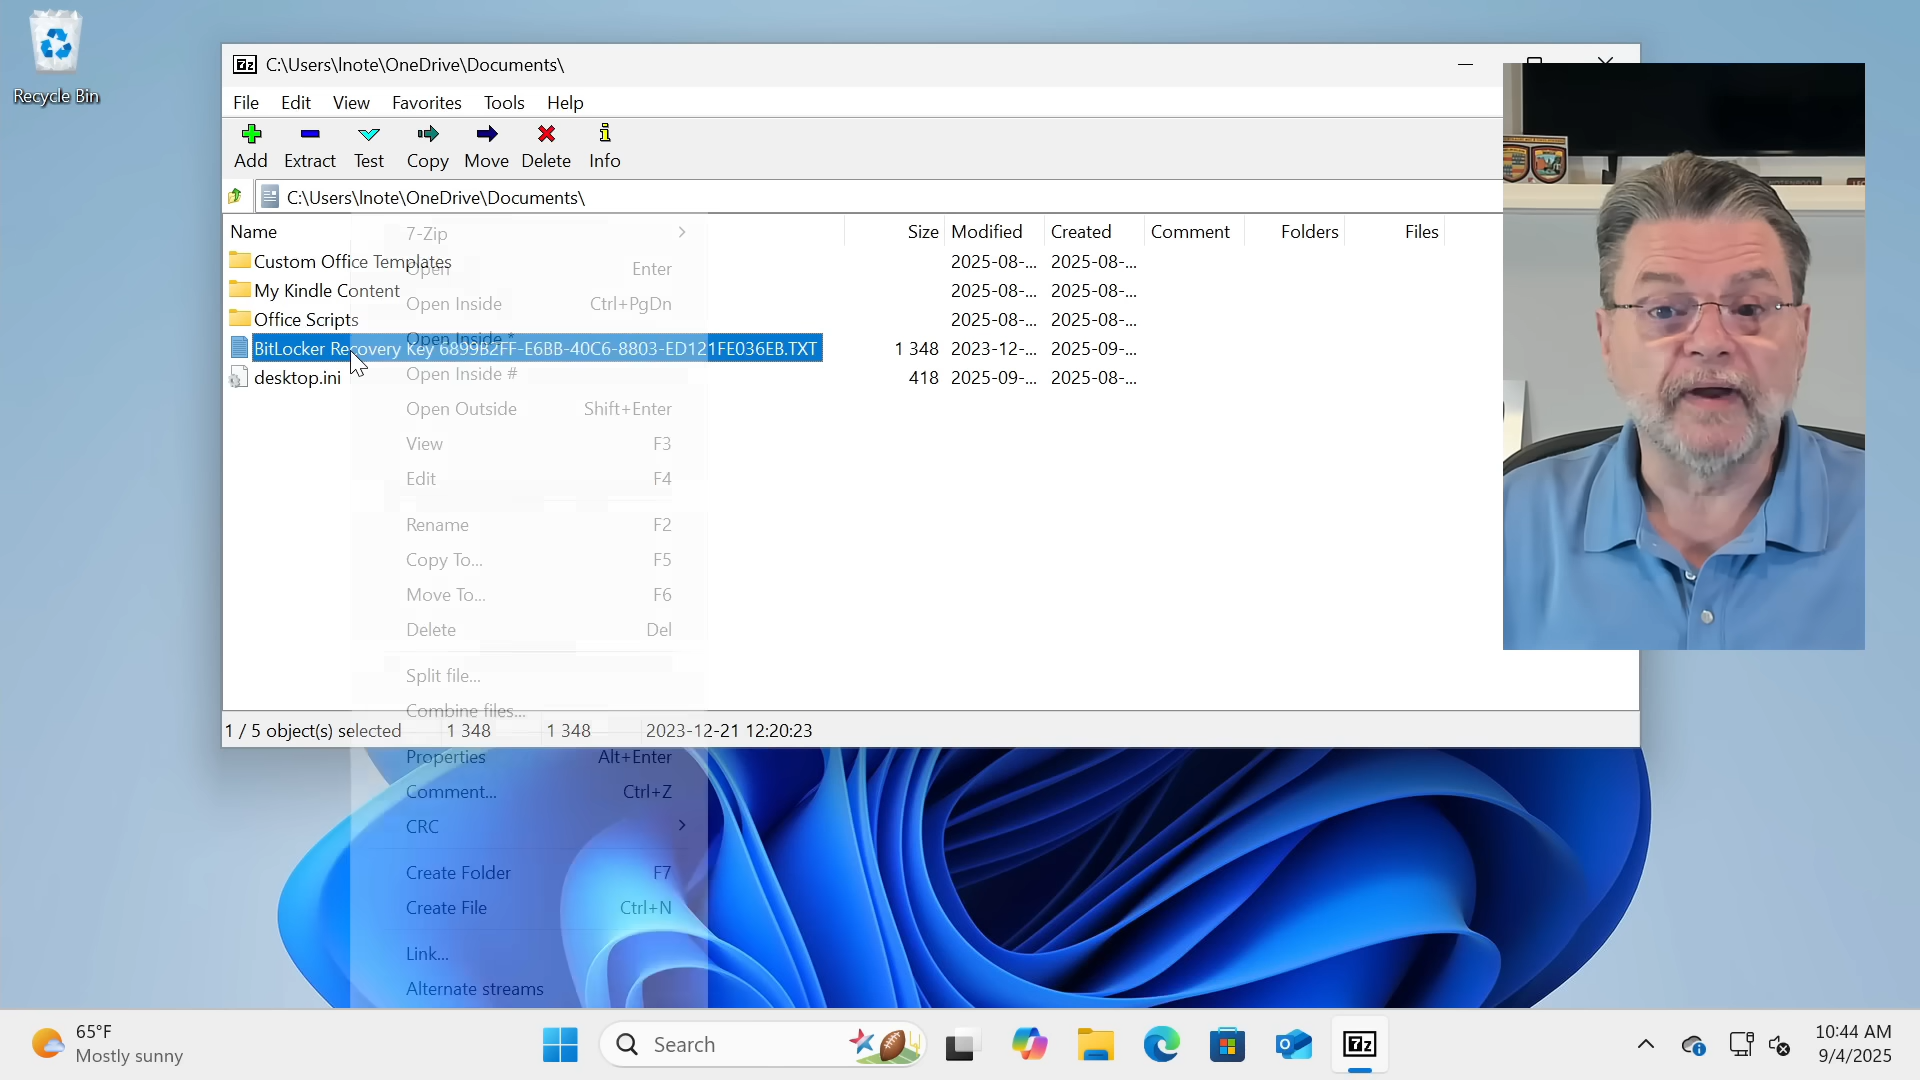 Recycle Bin
C:\Users\lnote\OneDrive\Documents\
File Edit View Favorites Tools Help
Add Extract Test Copy Move Delete Info
C:\Users\lnote\OneDrive\Documents\
Name Size Modified Created Comment Folders Files
Custom Office Templates 2025-08-... 2025-08-...
My Kindle Content 2025-08-... 2025-08-...
Office Scripts 2025-08-... 2025-08-...
BitLocker Recovery Key 6899B2FF-E6BB-40C6-8803-ED121FE036EB.TXT 1 348 2023-12-... 2025-09-...
desktop.ini 418 2025-09-... 2025-08-...
7-Zip
Open Enter
Open Inside Ctrl+PgDn
Open Inside *
Open Inside #
Open Outside Shift+Enter
View F3
Edit F4
Rename F2
Copy To... F5
Move To... F6
Delete Del
Split file...
Combine files...
Properties Alt+Enter
Comment... Ctrl+Z
CRC
Create Folder F7
Create File Ctrl+N
Link...
Alternate streams
1 / 5 object(s) selected 1 348 1 348 2023-12-21 12:20:23
65°F
Mostly sunny
Search
10:44 AM
9/4/2025